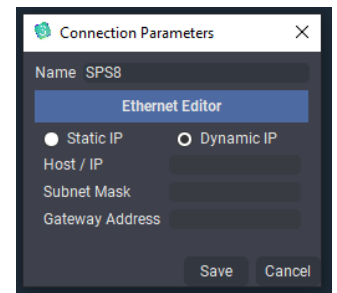 Connection Parameters
Name SPS8
Ethernet Editor
Static IP Dynamic IP
Host / IP
Subnet Mask
Gateway Address
Save Cancel